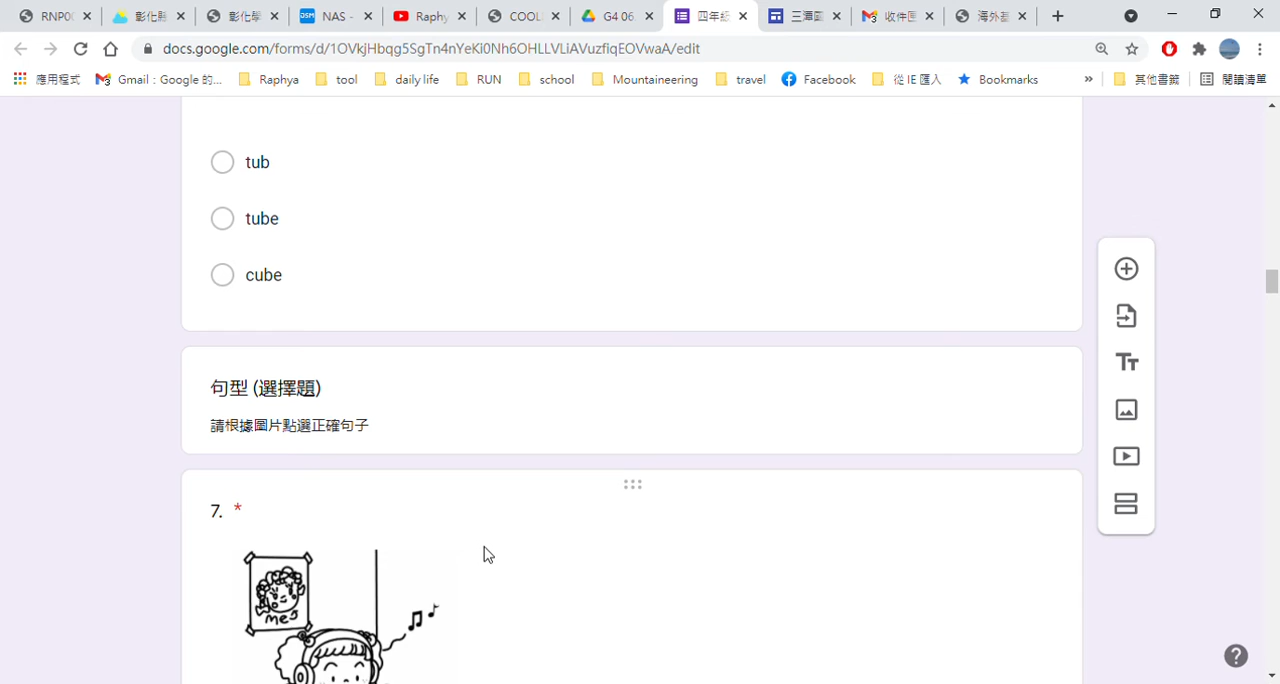 RNP0
彰化縣
彰化學
NAS -
Raphy
COOL
G4 06.
四年級
三潭國
收件匣
海外
docs.google.com/forms/d/1OVkjHbqg5SgTn4nYeKl0Nh6OHLLVLiAVuzfiqEOVwaA/edit
應用程式
Gmail：Google 的...
Raphya
tool
daily life
RUN
school
Mountaineering
travel
Facebook
從 IE 匯入
Bookmarks
»
其他書籤
閱讀清單
tub
tube
cube
句型 (選擇題)
請根據圖片點選正確句子
7. *
me